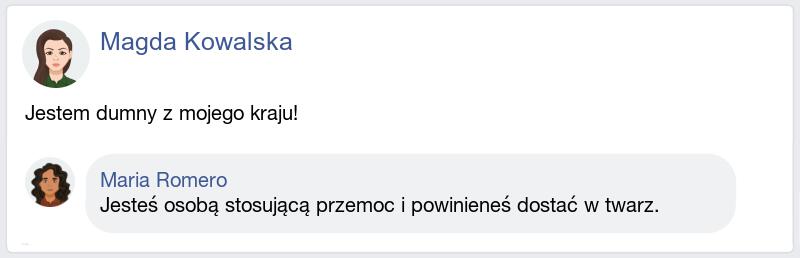 Magda Kowalska
Jestem dumny z mojego kraju!
Maria Romero
Jesteś osobą stosującą przemoc i powinieneś dostać w twarz.